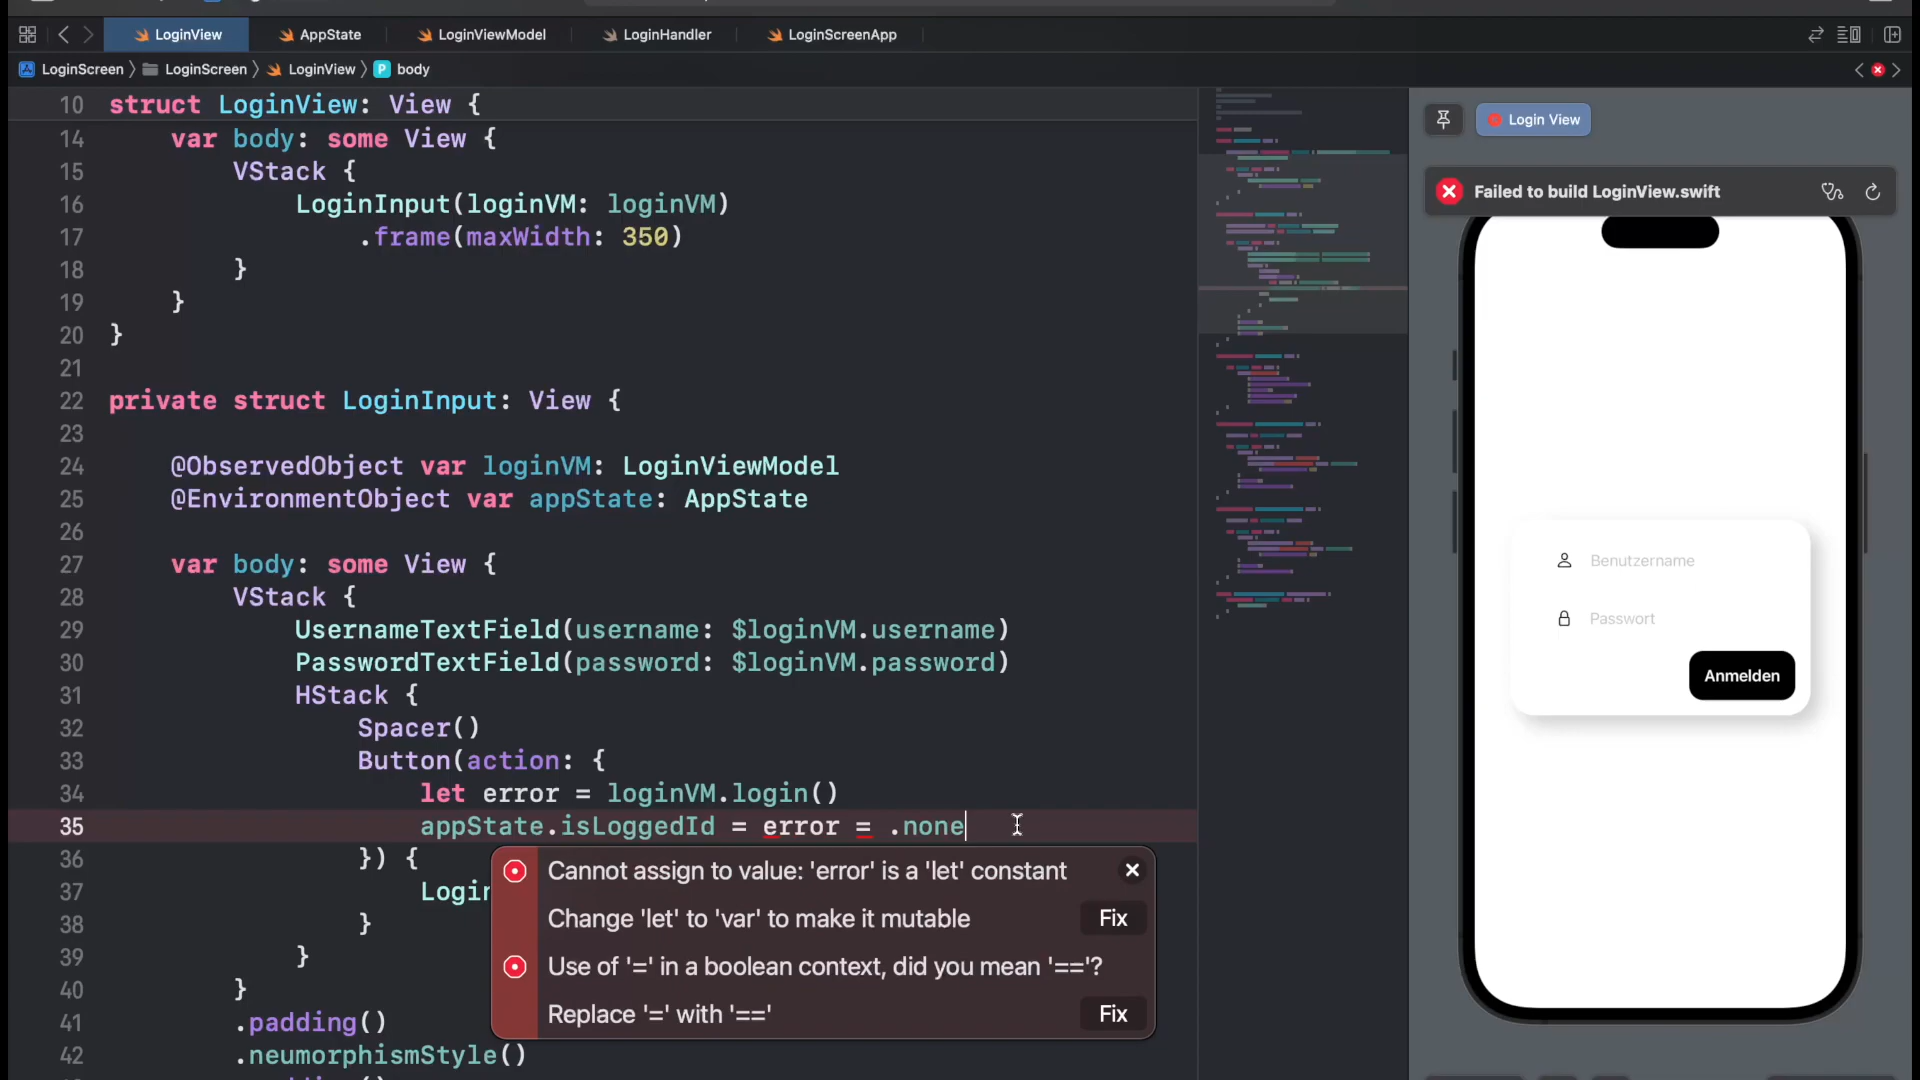 LoginView
AppState
LoginViewModel
LoginHandler
LoginScreenApp
LoginScreen
LoginScreen
LoginView
P
body
10 struct LoginView: View {
14 var body: some View {
15 VStack {
16 LoginInput(loginVM: loginVM)
17 .frame(maxWidth: 350)
18 }
19 }
20 }
21
22 private struct LoginInput: View {
23
24 @ObservedObject var loginVM: LoginViewModel
25 @EnvironmentObject var appState: AppState
26
27 var body: some View {
28 VStack {
29 UsernameTextField(username: $loginVM.username)
30 PasswordTextField(password: $loginVM.password)
31 HStack {
32 Spacer()
33 Button(action: {
34 let error = loginVM.login()
35 appState.isLoggedId = error = .none
36 }) {
37 Login
38 }
39 }
40 }
41 .padding()
42 .neumorphismStyle()
Cannot assign to value: 'error' is a 'let' constant
Change 'let' to 'var' to make it mutable
Fix
Use of '=' in a boolean context, did you mean '=='?
Replace '=' with '=='
Fix
Login View
Failed to build LoginView.swift
Benutzername
Passwort
Anmelden